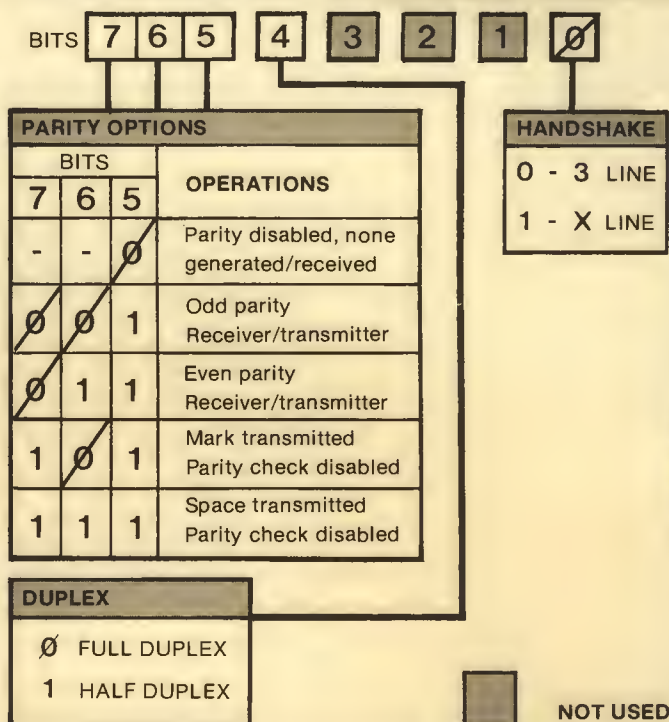 BITS 7 6 5 4 3 2 1 Ø
PARITY OPTIONS
BITS
7 6 5
OPERATIONS
- - Ø Parity disabled, none
generated/received
Ø Ø 1 Odd parity
Receiver/transmitter
Ø 1 1 Even parity
Receiver/transmitter
1 Ø 1 Mark transmitted
Parity check disabled
1 1 1 Space transmitted
Parity check disabled
HANDSHAKE
0 - 3 LINE
1 - X LINE
DUPLEX
Ø FULL DUPLEX
1 HALF DUPLEX
NOT USED